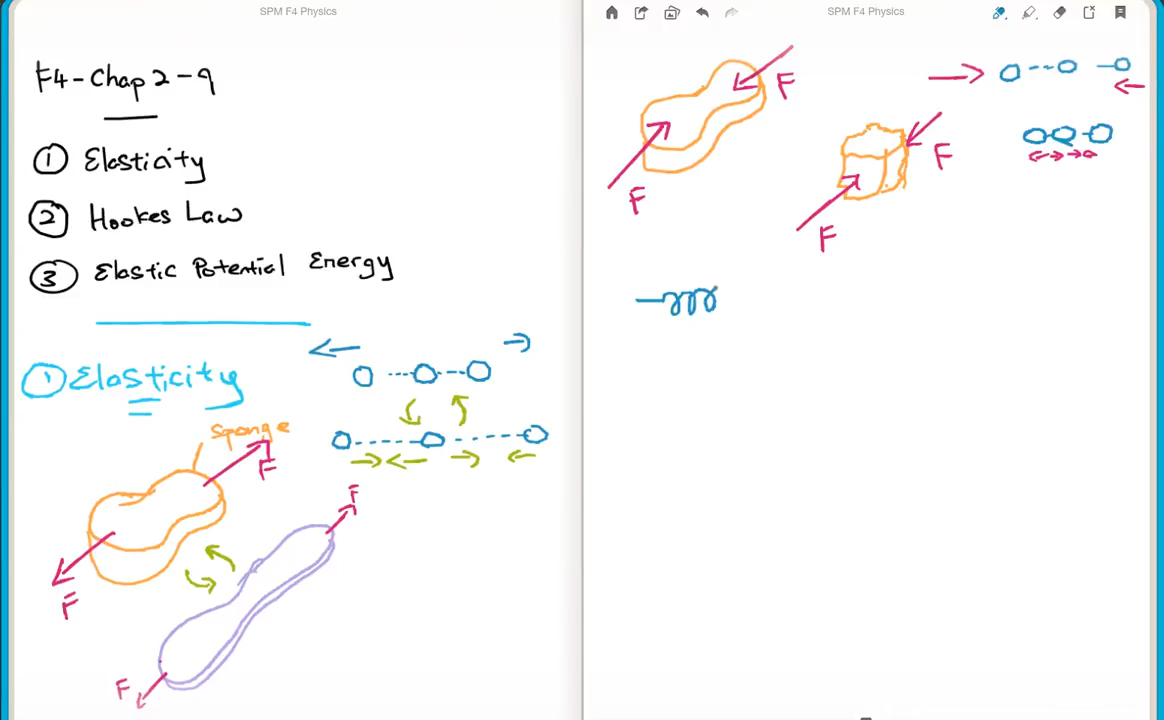 SPM F4 Physics
F4-Chap 2-9
① Elasticity
② Hookes Law
③ Elastic Potential Energy
① Elasticity
Sponge
F
F
F
F
SPM F4 Physics
F
F
F
F